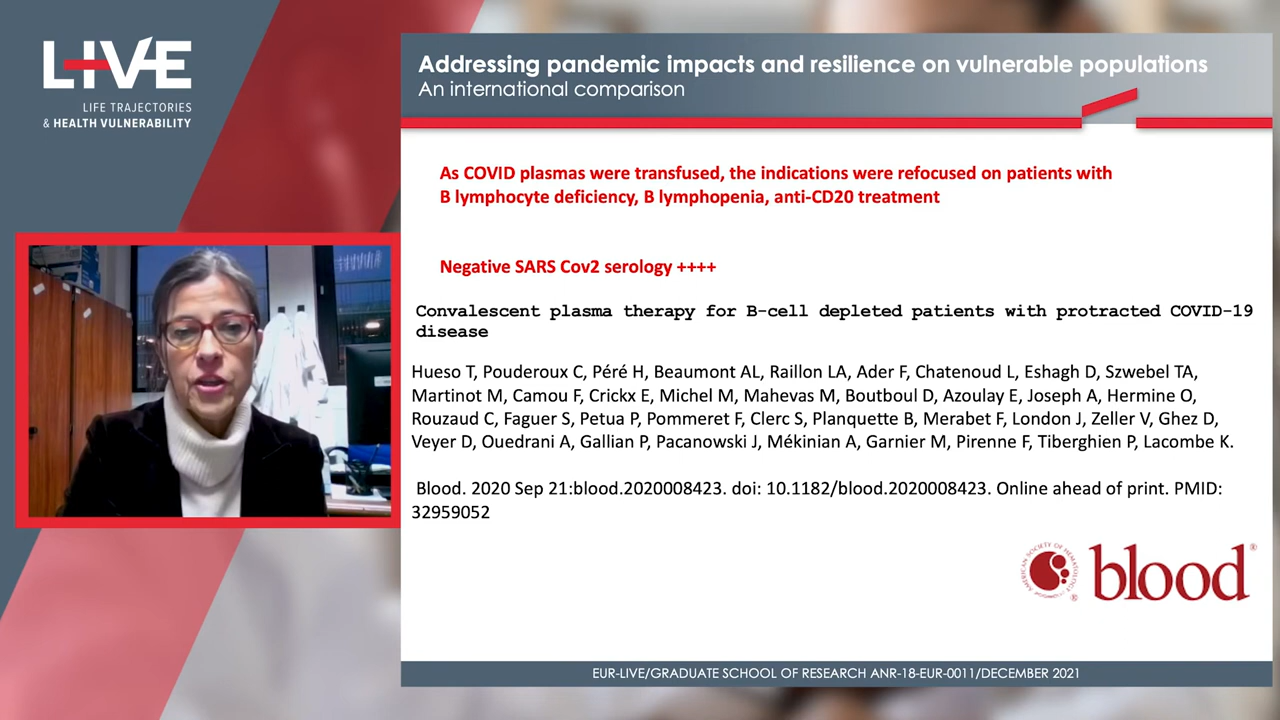 LIVE
LIFE TRAJECTORIES
& HEALTH VULNERABILITY
Addressing pandemic impacts and resilience on vulnerable populations
An international comparison
As COVID plasmas were transfused, the indications were refocused on patients with
B lymphocyte deficiency, B lymphopenia, anti-CD20 treatment
Negative SARS Cov2 serology ++++
Convalescent plasma therapy for B-cell depleted patients with protracted COVID-19
disease
Hueso T, Pouderoux C, Péré H, Beaumont AL, Raillon LA, Ader F, Chatenoud L, Eshagh D, Szwebel TA,
Martinot M, Camou F, Crickx E, Michel M, Mahevas M, Boutboul D, Azoulay E, Joseph A, Hermine O,
Rouzaud C, Faguer S, Petua P, Pommeret F, Clerc S, Planquette B, Merabet F, London J, Zeller V, Ghez D,
Veyer D, Ouedrani A, Gallian P, Pacanowski J, Mékinian A, Garnier M, Pirenne F, Tiberghien P, Lacombe K.
Blood. 2020 Sep 21:blood.2020008423. doi: 10.1182/blood.2020008423. Online ahead of print. PMID:
32959052
AMERICAN SOCIETY OF HEMATOLOGY
blood®
EUR-LIVE/GRADUATE SCHOOL OF RESEARCH ANR-18-EUR-0011/DECEMBER 2021